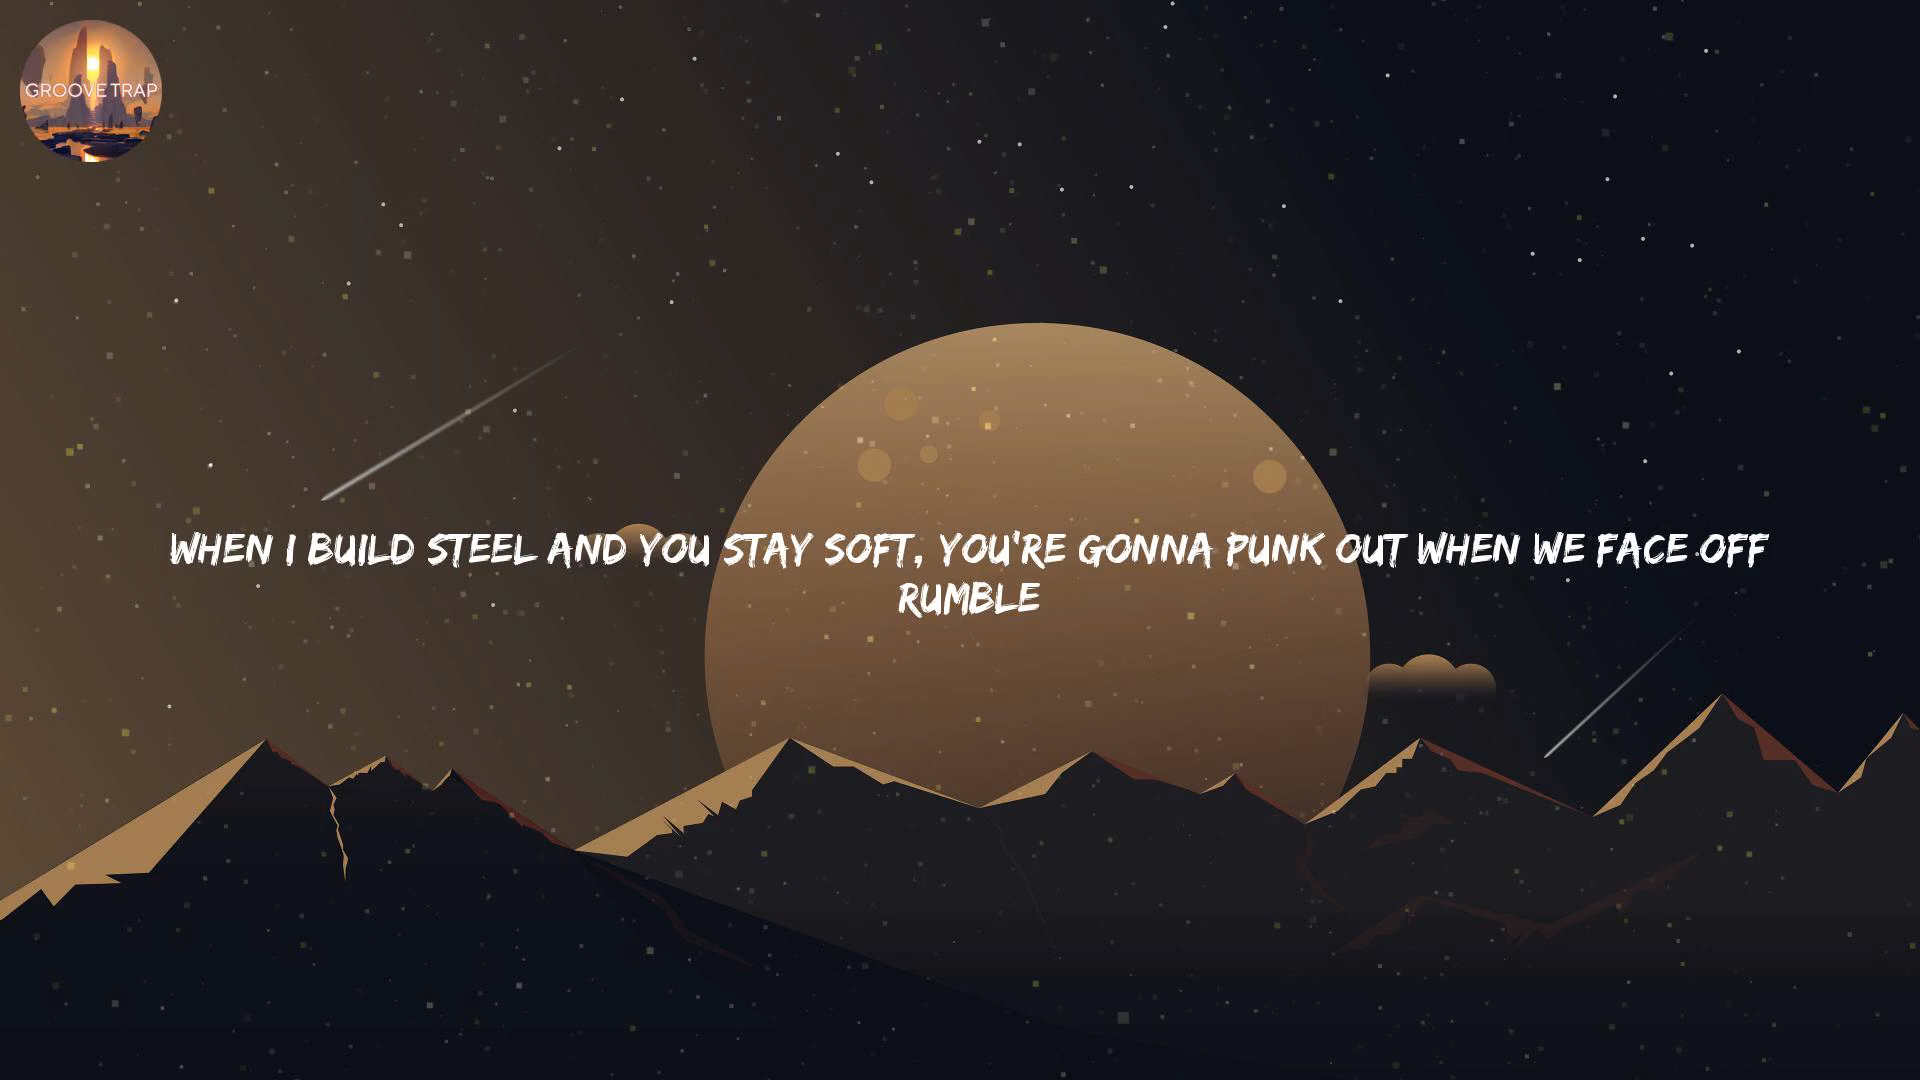 GROOVE TRAP
WHEN I BUILD STEEL AND YOU STAY SOFT, YOU'RE GONNA PUNK OUT WHEN WE FACE OFF
RUMBLE